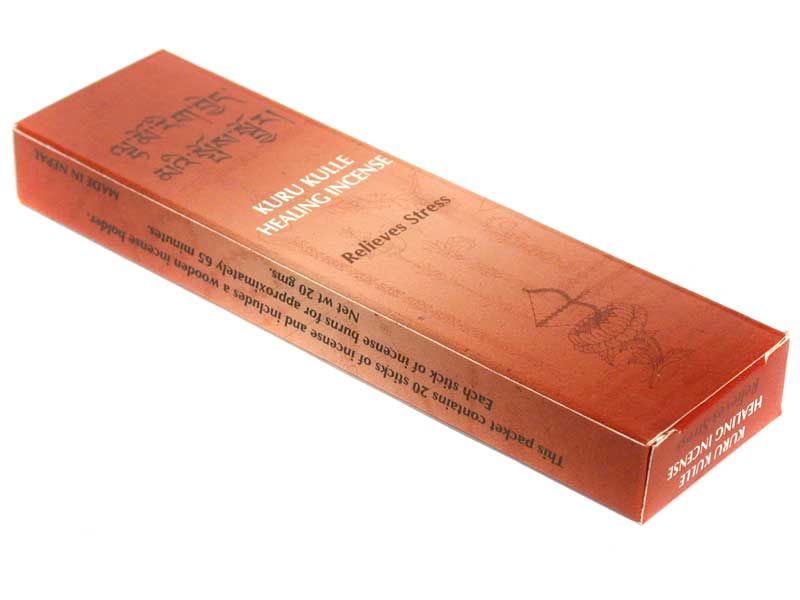 ལྷ་མོ་རིག་བྱེད་
མའི་སྤོས་སྦྱོར།
KURU KULLE
HEALING INCENSE
Relieves Stress
This packet contains 20 sticks of incense and includes a wooden incense holder.
Each stick of incense burns for approximately 65 minutes.
Net wt 20 gms.
MADE IN NEPAL
KURU KULLE
HEALING INCENSE
Relieves Stress